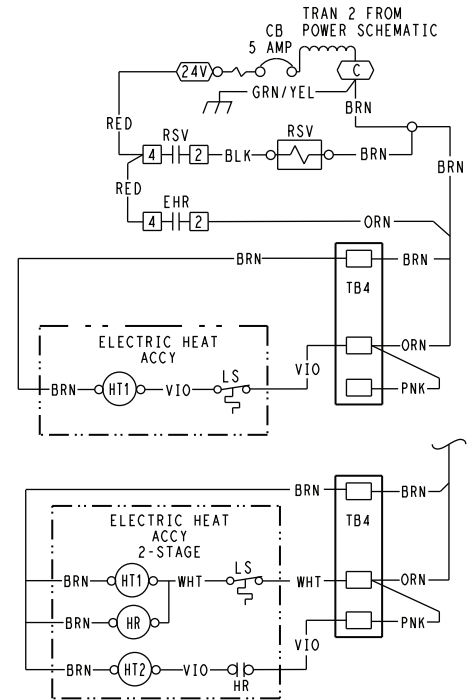 TRAN 2 FROM
POWER SCHEMATIC
CB
5 AMP
24V
C
GRN/YEL
BRN
RED
RSV
RSV
4
2
BLK
BRN
BRN
RED
EHR
4
2
ORN
BRN
BRN
TB4
ELECTRIC HEAT
ACCY
ORN
VIO
LS
BRN
HT1
VIO
PNK
BRN
BRN
TB4
ELECTRIC HEAT
ACCY
2-STAGE
LS
BRN
HT1
WHT
WHT
ORN
BRN
HR
PNK
VIO
BRN
HT2
VIO
HR